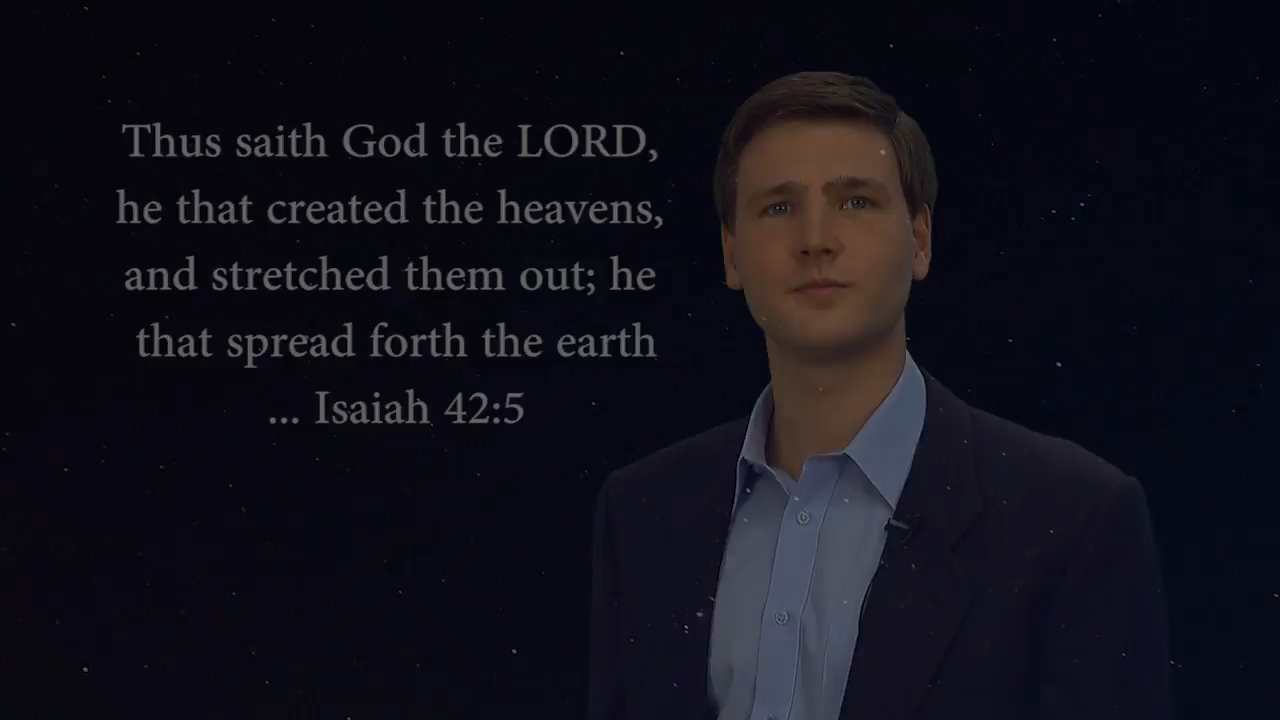 Thus saith God the LORD,
he that created the heavens,
and stretched them out; he
that spread forth the earth
... Isaiah 42:5